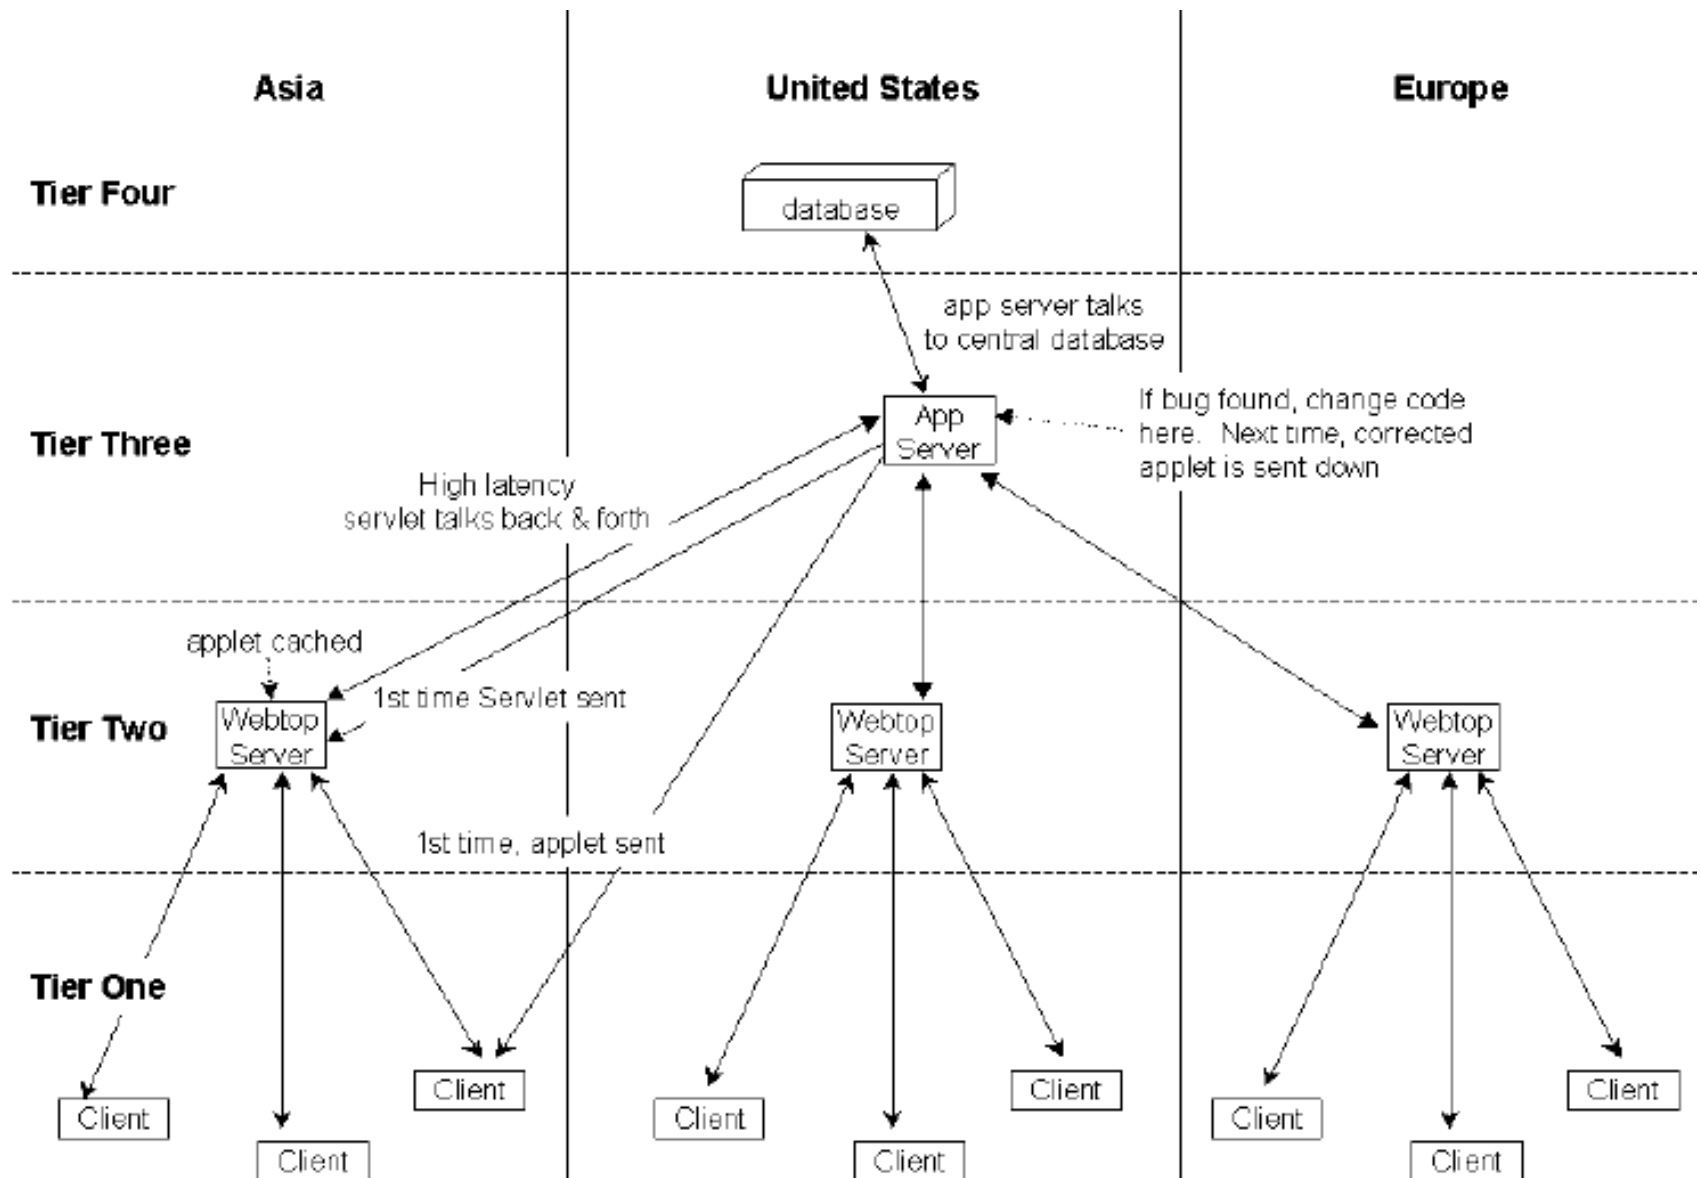 Asia
United States
Europe
Tier Four
database
app server talks
to central database
Tier Three
App
Server
If bug found, change code
here. Next time, corrected
applet is sent down
High latency
servlet talks back & forth
applet cached
1st time Servlet sent
Tier Two
Webtop
Server
Webtop
Server
Webtop
Server
1st time, applet sent
Tier One
Client
Client
Client
Client
Client
Client
Client
Client
Client